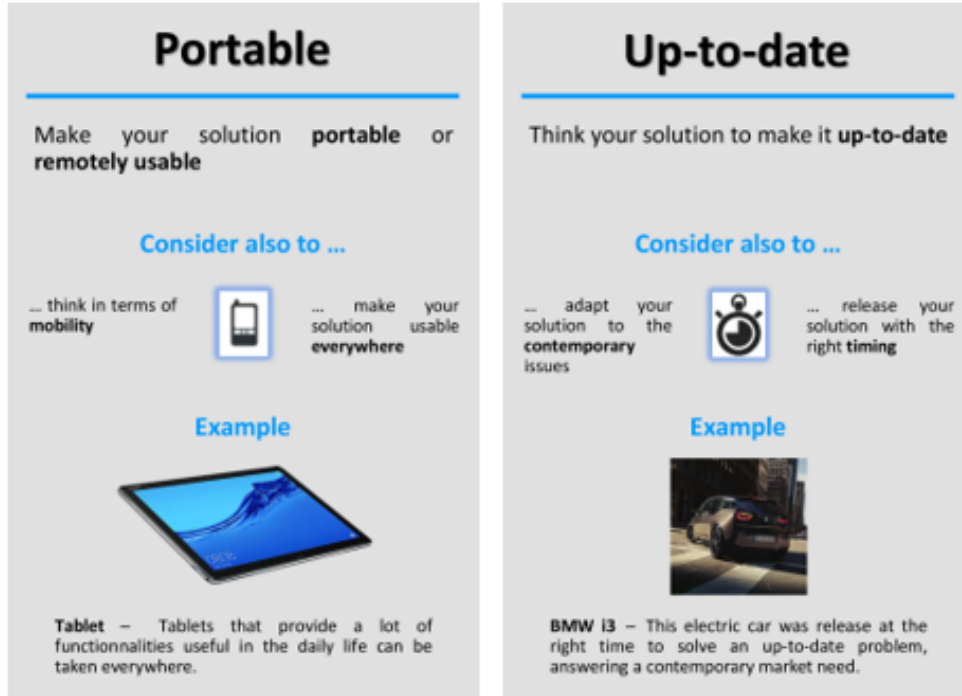 Portable
Make your solution portable or
remotely usable
Consider also to ...
... think in terms of
mobility
... make your
solution usable
everywhere
Example
Tablet – Tablets that provide a lot of
functionnalities useful in the daily life can be
taken everywhere.
Up-to-date
Think your solution to make it up-to-date
Consider also to ...
... adapt your
solution to the
contemporary
issues
... release your
solution with the
right timing
Example
BMW i3 – This electric car was release at the
right time to solve an up-to-date problem,
answering a contemporary market need.